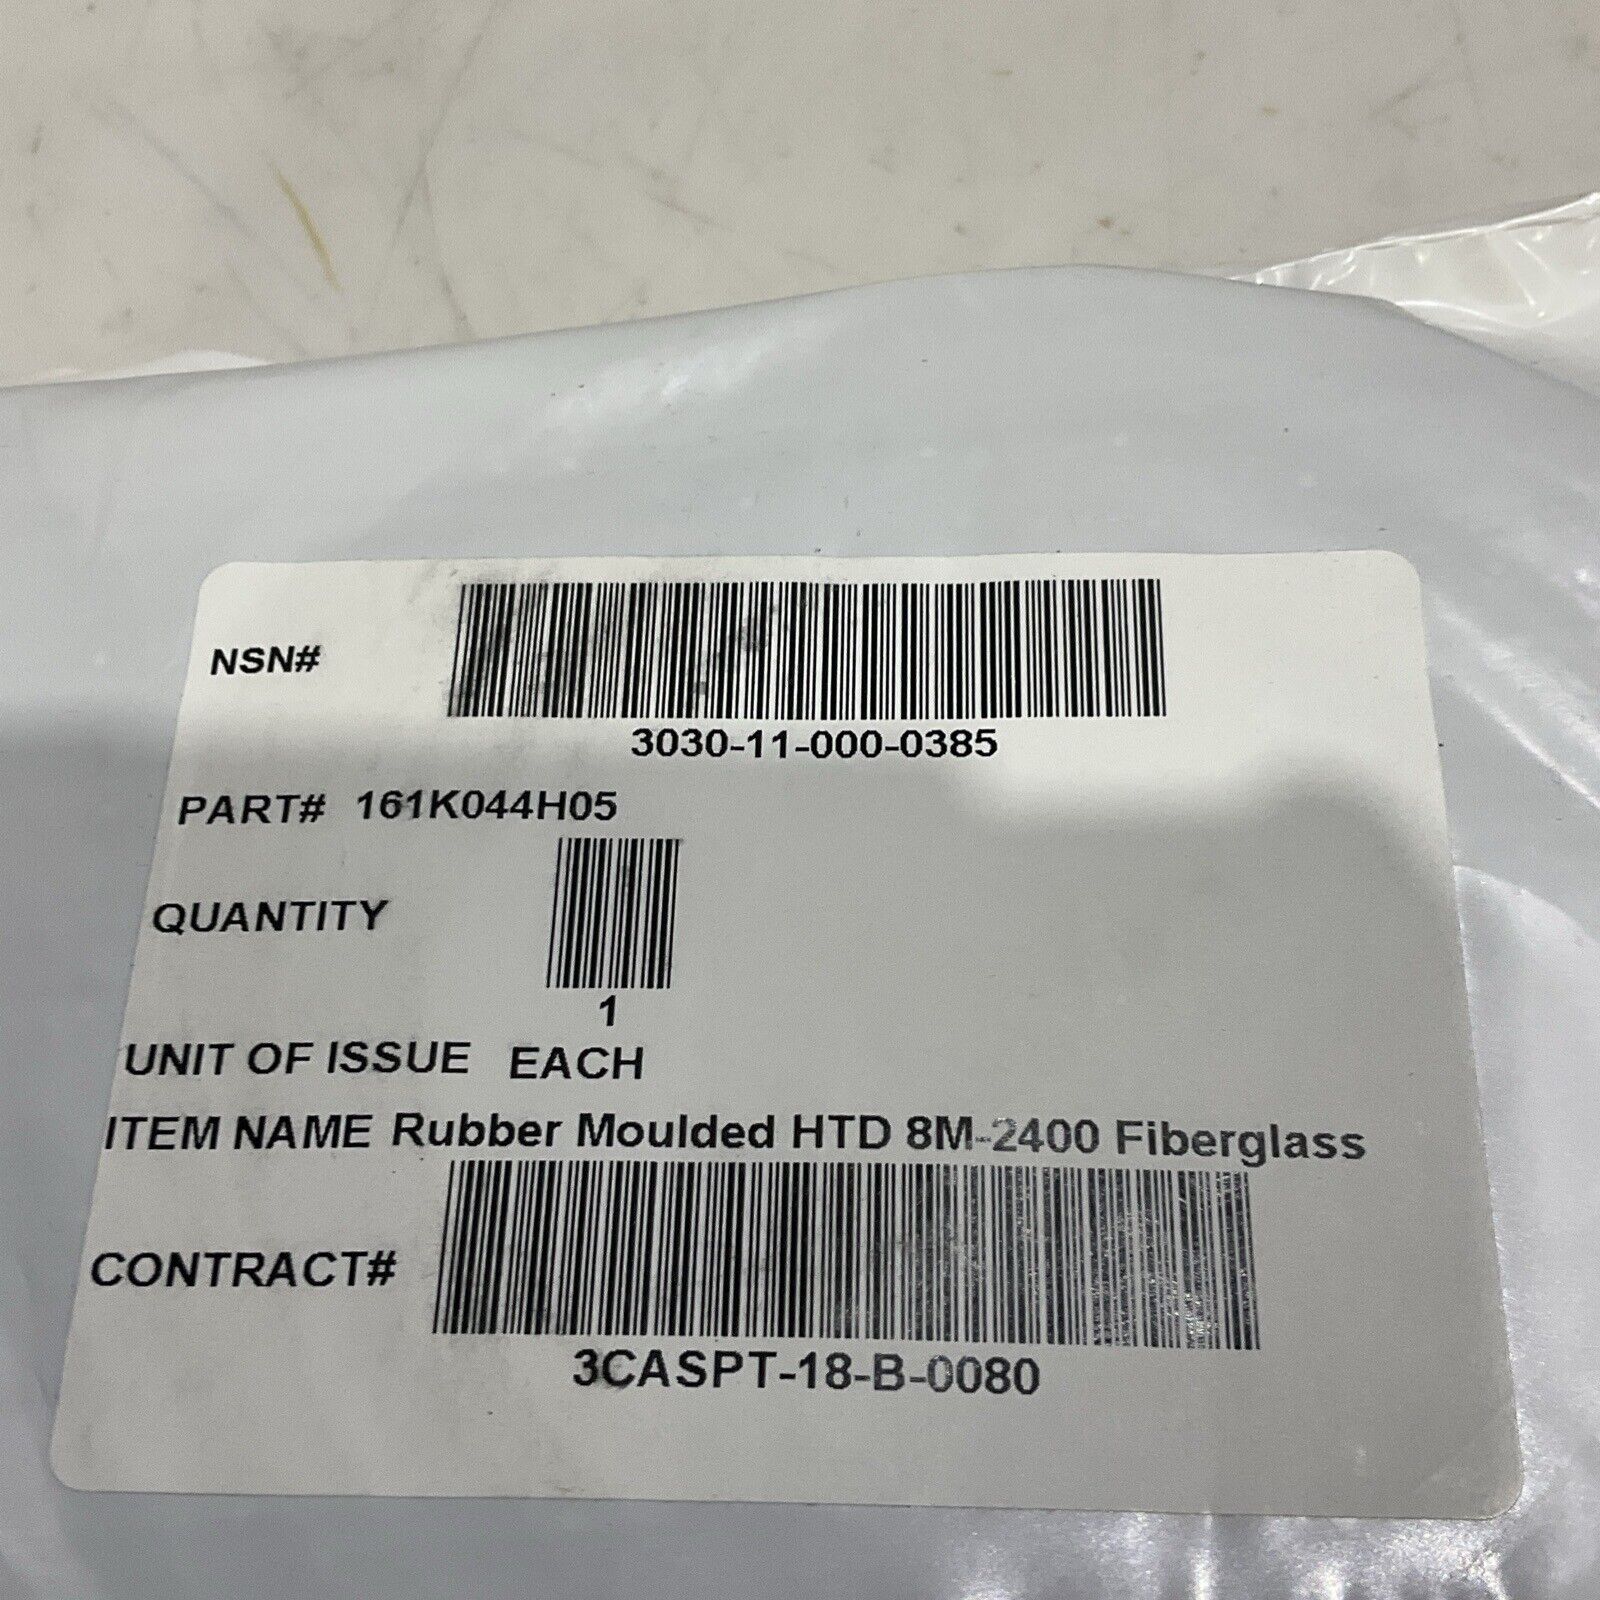 NSN#
3030-11-000-0385
PART# 161K044H05
QUANTITY
1
UNIT OF ISSUE EACH
ITEM NAME Rubber Moulded HTD 8M-2400 Fiberglass
CONTRACT#
3CASPT-18-B-0080